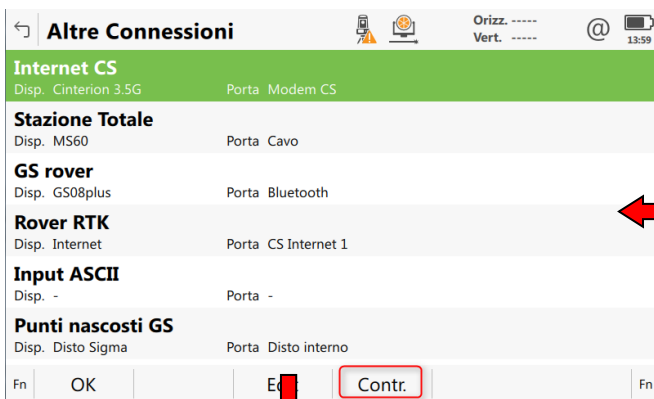 Altre Connessioni
Orizz. -----
Vert. -----
@
13:59
Internet CS
Disp. Cinterion 3.5G Porta Modem CS
Stazione Totale
Disp. MS60 Porta Cavo
GS rover
Disp. GS08plus Porta Bluetooth
Rover RTK
Disp. Internet Porta CS Internet 1
Input ASCII
Disp. - Porta -
Punti nascosti GS
Disp. Disto Sigma Porta Disto interno
Fn OK Contr. Fn